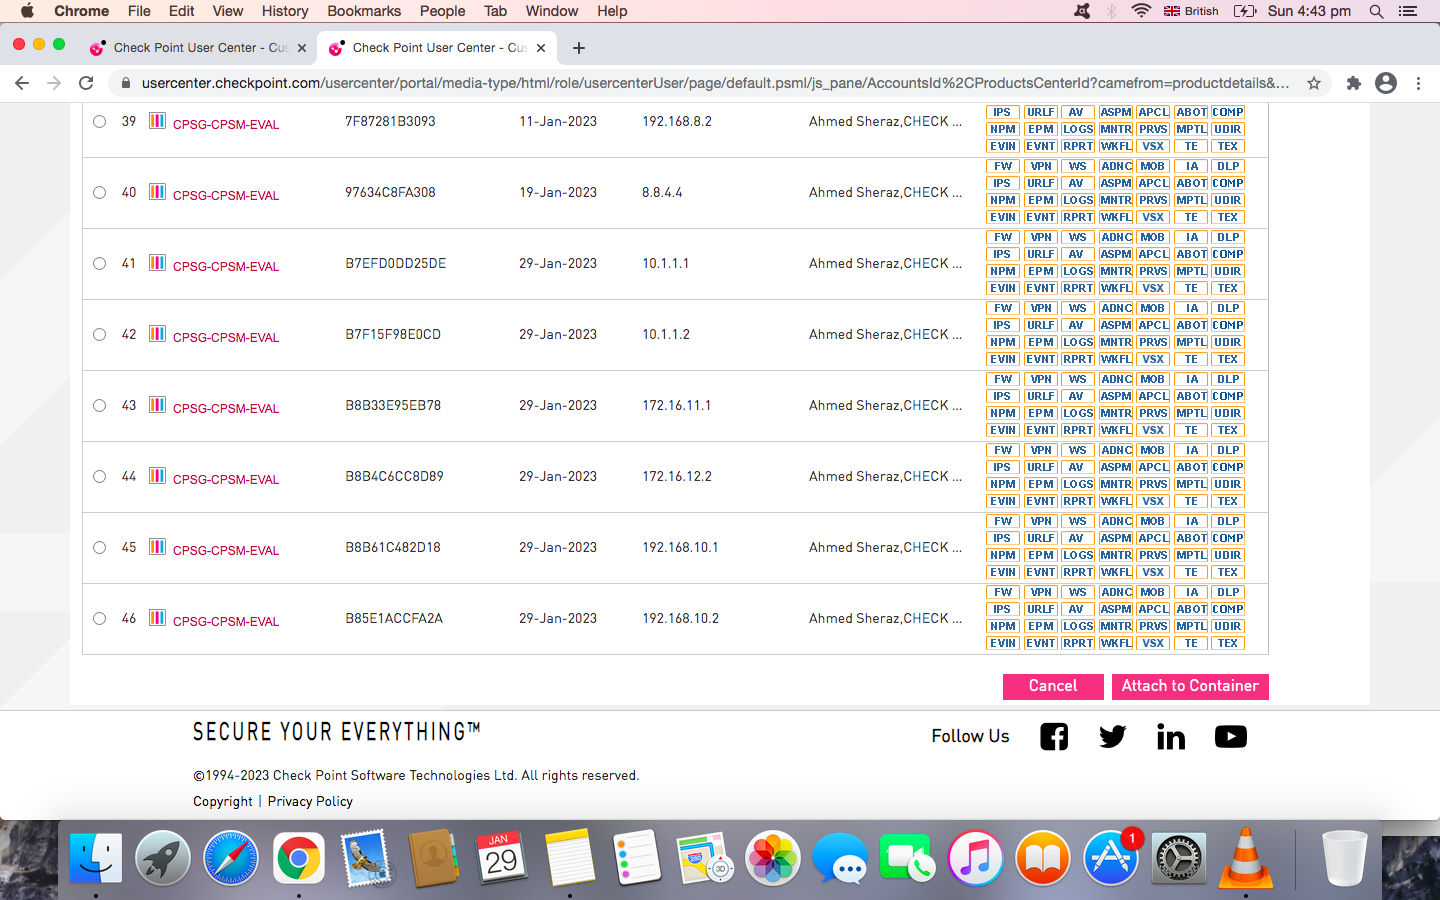 Chrome File Edit View History Bookmarks People Tab Window Help British Sun 4:43 pm
Check Point User Center - Cus Check Point User Center - Cus
usercenter.checkpoint.com/usercenter/portal/media-type/html/role/usercenterUser/page/default.psml/js_pane/AccountsId%2CProductsCenterId?camefrom=productdetails&...
IPS URLF AV ASPM APCL ABOT COMP
39 CPSG-CPSM-EVAL 7F87281B3093 11-Jan-2023 192.168.8.2 Ahmed Sheraz,CHECK ...
NPM EPM LOGS MNTR PRVS MPTL UDIR
EVIN EVNT RPRT WKFL VSX TE TEX
FW VPN WS ADNC MOB IA DLP
IPS URLF AV ASPM APCL ABOT COMP
40 CPSG-CPSM-EVAL 97634C8FA308 19-Jan-2023 8.8.4.4 Ahmed Sheraz,CHECK ...
NPM EPM LOGS MNTR PRVS MPTL UDIR
EVIN EVNT RPRT WKFL VSX TE TEX
FW VPN WS ADNC MOB IA DLP
IPS URLF AV ASPM APCL ABOT COMP
41 CPSG-CPSM-EVAL B7EFD0DD25DE 29-Jan-2023 10.1.1.1 Ahmed Sheraz,CHECK ...
NPM EPM LOGS MNTR PRVS MPTL UDIR
EVIN EVNT RPRT WKFL VSX TE TEX
FW VPN WS ADNC MOB IA DLP
IPS URLF AV ASPM APCL ABOT COMP
42 CPSG-CPSM-EVAL B7F15F98E0CD 29-Jan-2023 10.1.1.2 Ahmed Sheraz,CHECK ...
NPM EPM LOGS MNTR PRVS MPTL UDIR
EVIN EVNT RPRT WKFL VSX TE TEX
FW VPN WS ADNC MOB IA DLP
IPS URLF AV ASPM APCL ABOT COMP
43 CPSG-CPSM-EVAL B8B33E95EB78 29-Jan-2023 172.16.11.1 Ahmed Sheraz,CHECK ...
NPM EPM LOGS MNTR PRVS MPTL UDIR
EVIN EVNT RPRT WKFL VSX TE TEX
FW VPN WS ADNC MOB IA DLP
IPS URLF AV ASPM APCL ABOT COMP
44 CPSG-CPSM-EVAL B8B4C6CC8D89 29-Jan-2023 172.16.12.2 Ahmed Sheraz,CHECK ...
NPM EPM LOGS MNTR PRVS MPTL UDIR
EVIN EVNT RPRT WKFL VSX TE TEX
FW VPN WS ADNC MOB IA DLP
IPS URLF AV ASPM APCL ABOT COMP
45 CPSG-CPSM-EVAL B8B61C482D18 29-Jan-2023 192.168.10.1 Ahmed Sheraz,CHECK ...
NPM EPM LOGS MNTR PRVS MPTL UDIR
EVIN EVNT RPRT WKFL VSX TE TEX
FW VPN WS ADNC MOB IA DLP
IPS URLF AV ASPM APCL ABOT COMP
46 CPSG-CPSM-EVAL B85E1ACCFA2A 29-Jan-2023 192.168.10.2 Ahmed Sheraz,CHECK ...
NPM EPM LOGS MNTR PRVS MPTL UDIR
EVIN EVNT RPRT WKFL VSX TE TEX
Cancel Attach to Container
SECURE YOUR EVERYTHING™ Follow Us
©1994-2023 Check Point Software Technologies Ltd. All rights reserved.
Copyright | Privacy Policy
JAN
29
280
3D
1